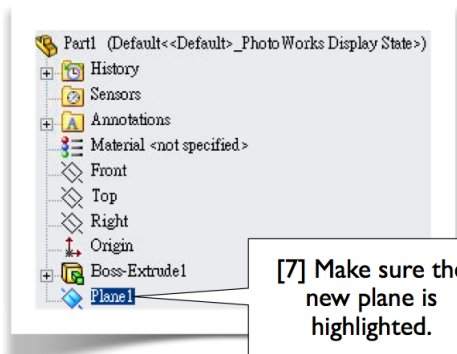 Part1 (Default<<Default>_PhotoWorks Display State>)
History
Sensors
Annotations
Material <not specified>
Front
Top
Right
Origin
Boss-Extrude1
Plane1
[7] Make sure the
new plane is
highlighted.